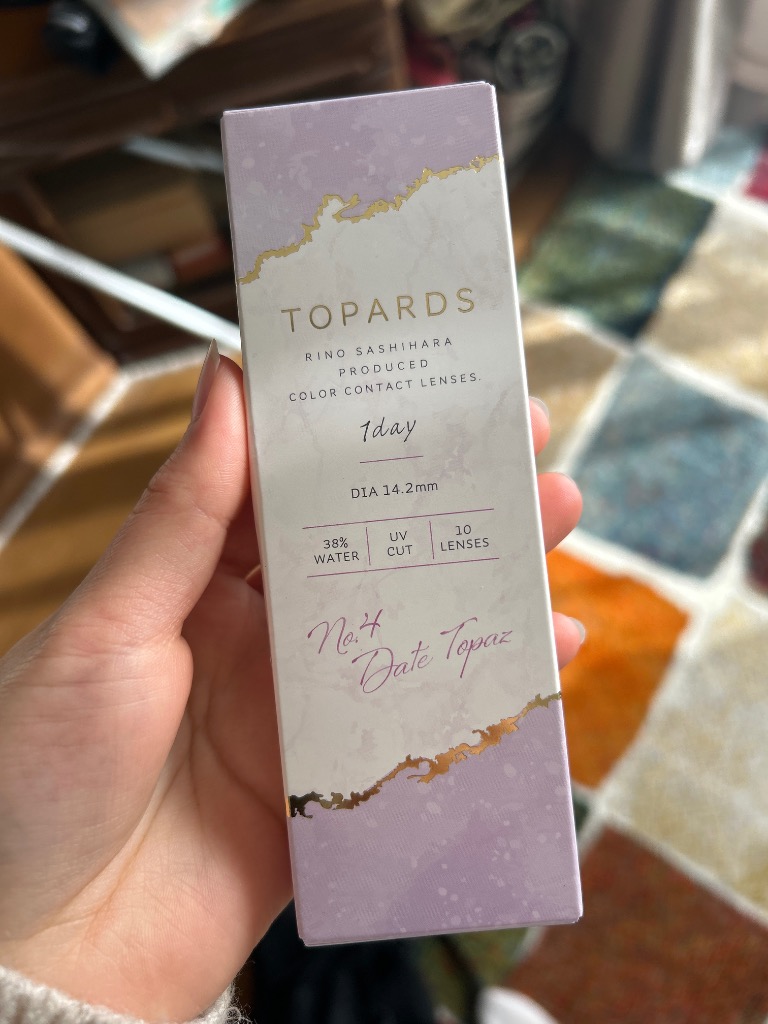 TOPARDS
RINO SASHIHARA
PRODUCED
COLOR CONTACT LENSES.
1day
DIA 14.2mm
38% WATER
UV CUT
10 LENSES
No.4
Date Topaz